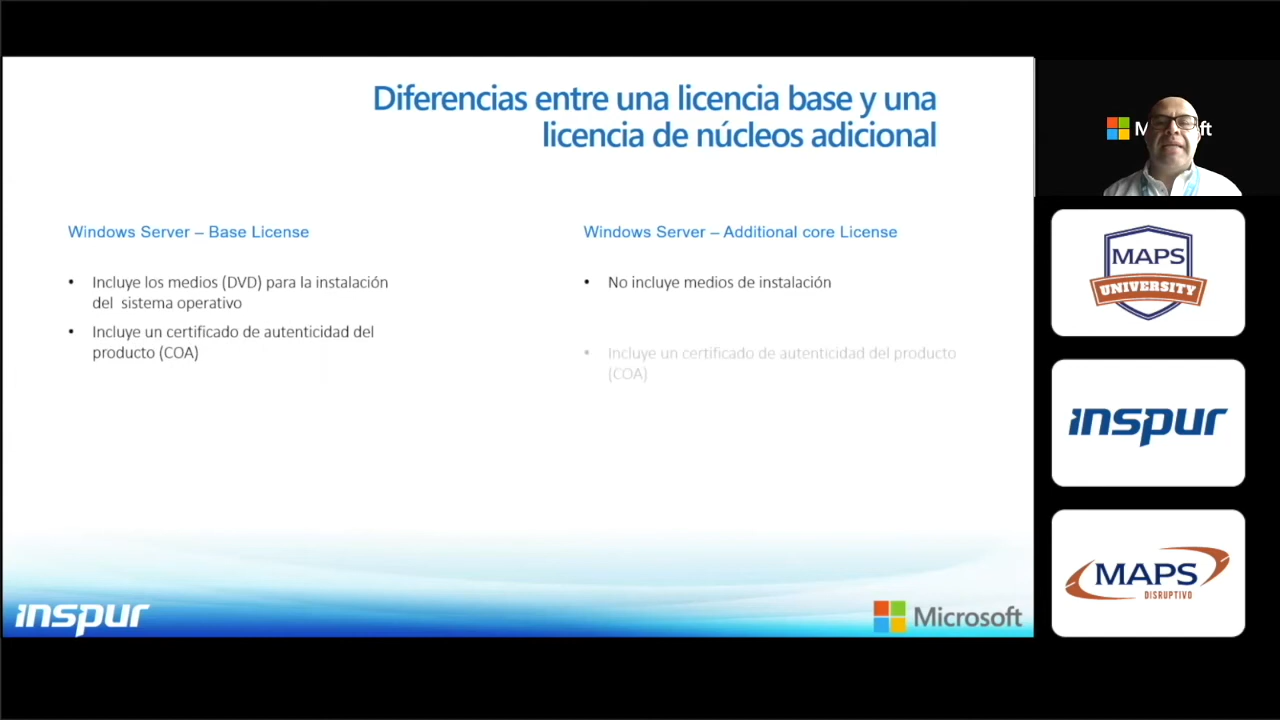 Diferencias entre una licencia base y una
licencia de núcleos adicional
Windows Server – Base License
• Incluye los medios (DVD) para la instalación
del sistema operativo
• Incluye un certificado de autenticidad del
producto (COA)
Windows Server – Additional core License
• No incluye medios de instalación
• Incluye un certificado de autenticidad del producto
(COA)
inspur
Microsoft
MAPS
UNIVERSITY
inspur
MAPS
DISRUPTIVO